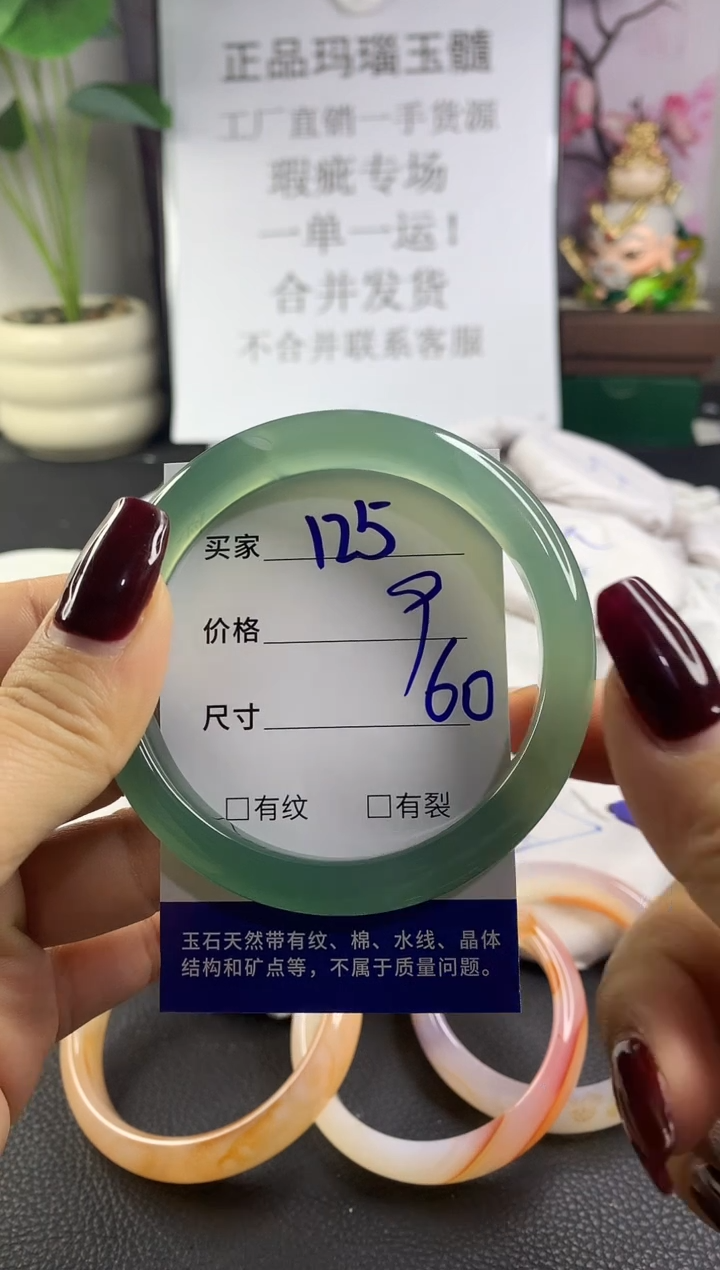 正品玛瑙玉髓
工厂直销一手货源
瑕疵专场
一单一运!
合并发货
不合并联系客服
买家 125
价格
尺寸 60
□有纹 □有裂
玉石天然带有纹、棉、水线、晶体
结构和矿点等，不属于质量问题。